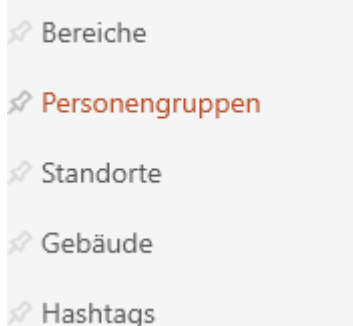 Bereiche
Personengruppen
Standorte
Gebäude
Hashtags